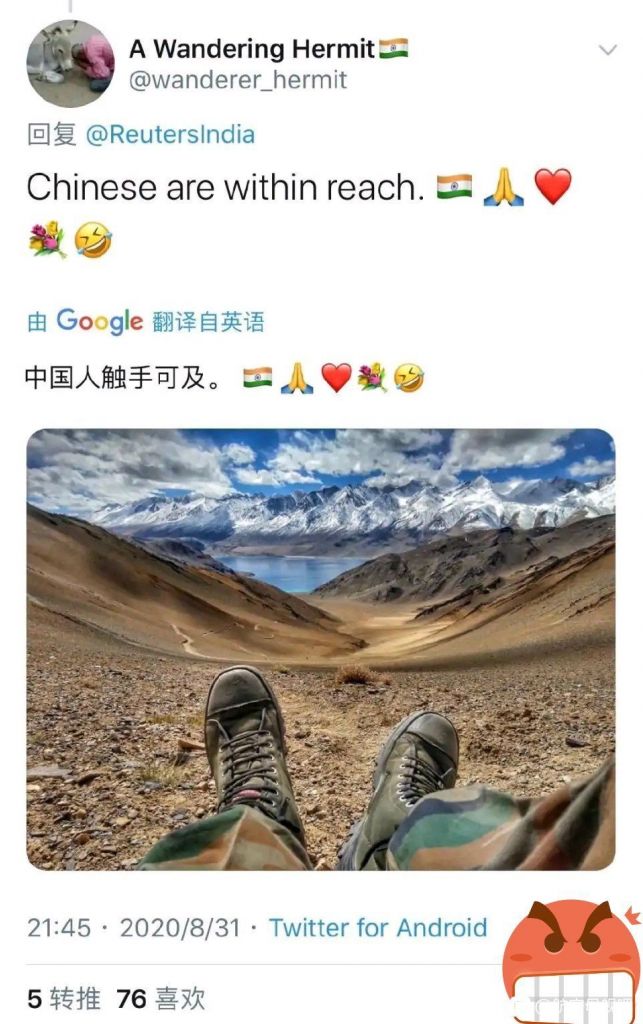 A Wandering Hermit
@wanderer_hermit
回复 @ReutersIndia
Chinese are within reach. 🇮🇳 🙏 ❤️
💐 🤣
由 Google 翻译自英语
中国人触手可及。 🇮🇳 🙏 ❤️ 💐 🤣
21:45 · 2020/8/31 · Twitter for Android
5 转推 76 喜欢